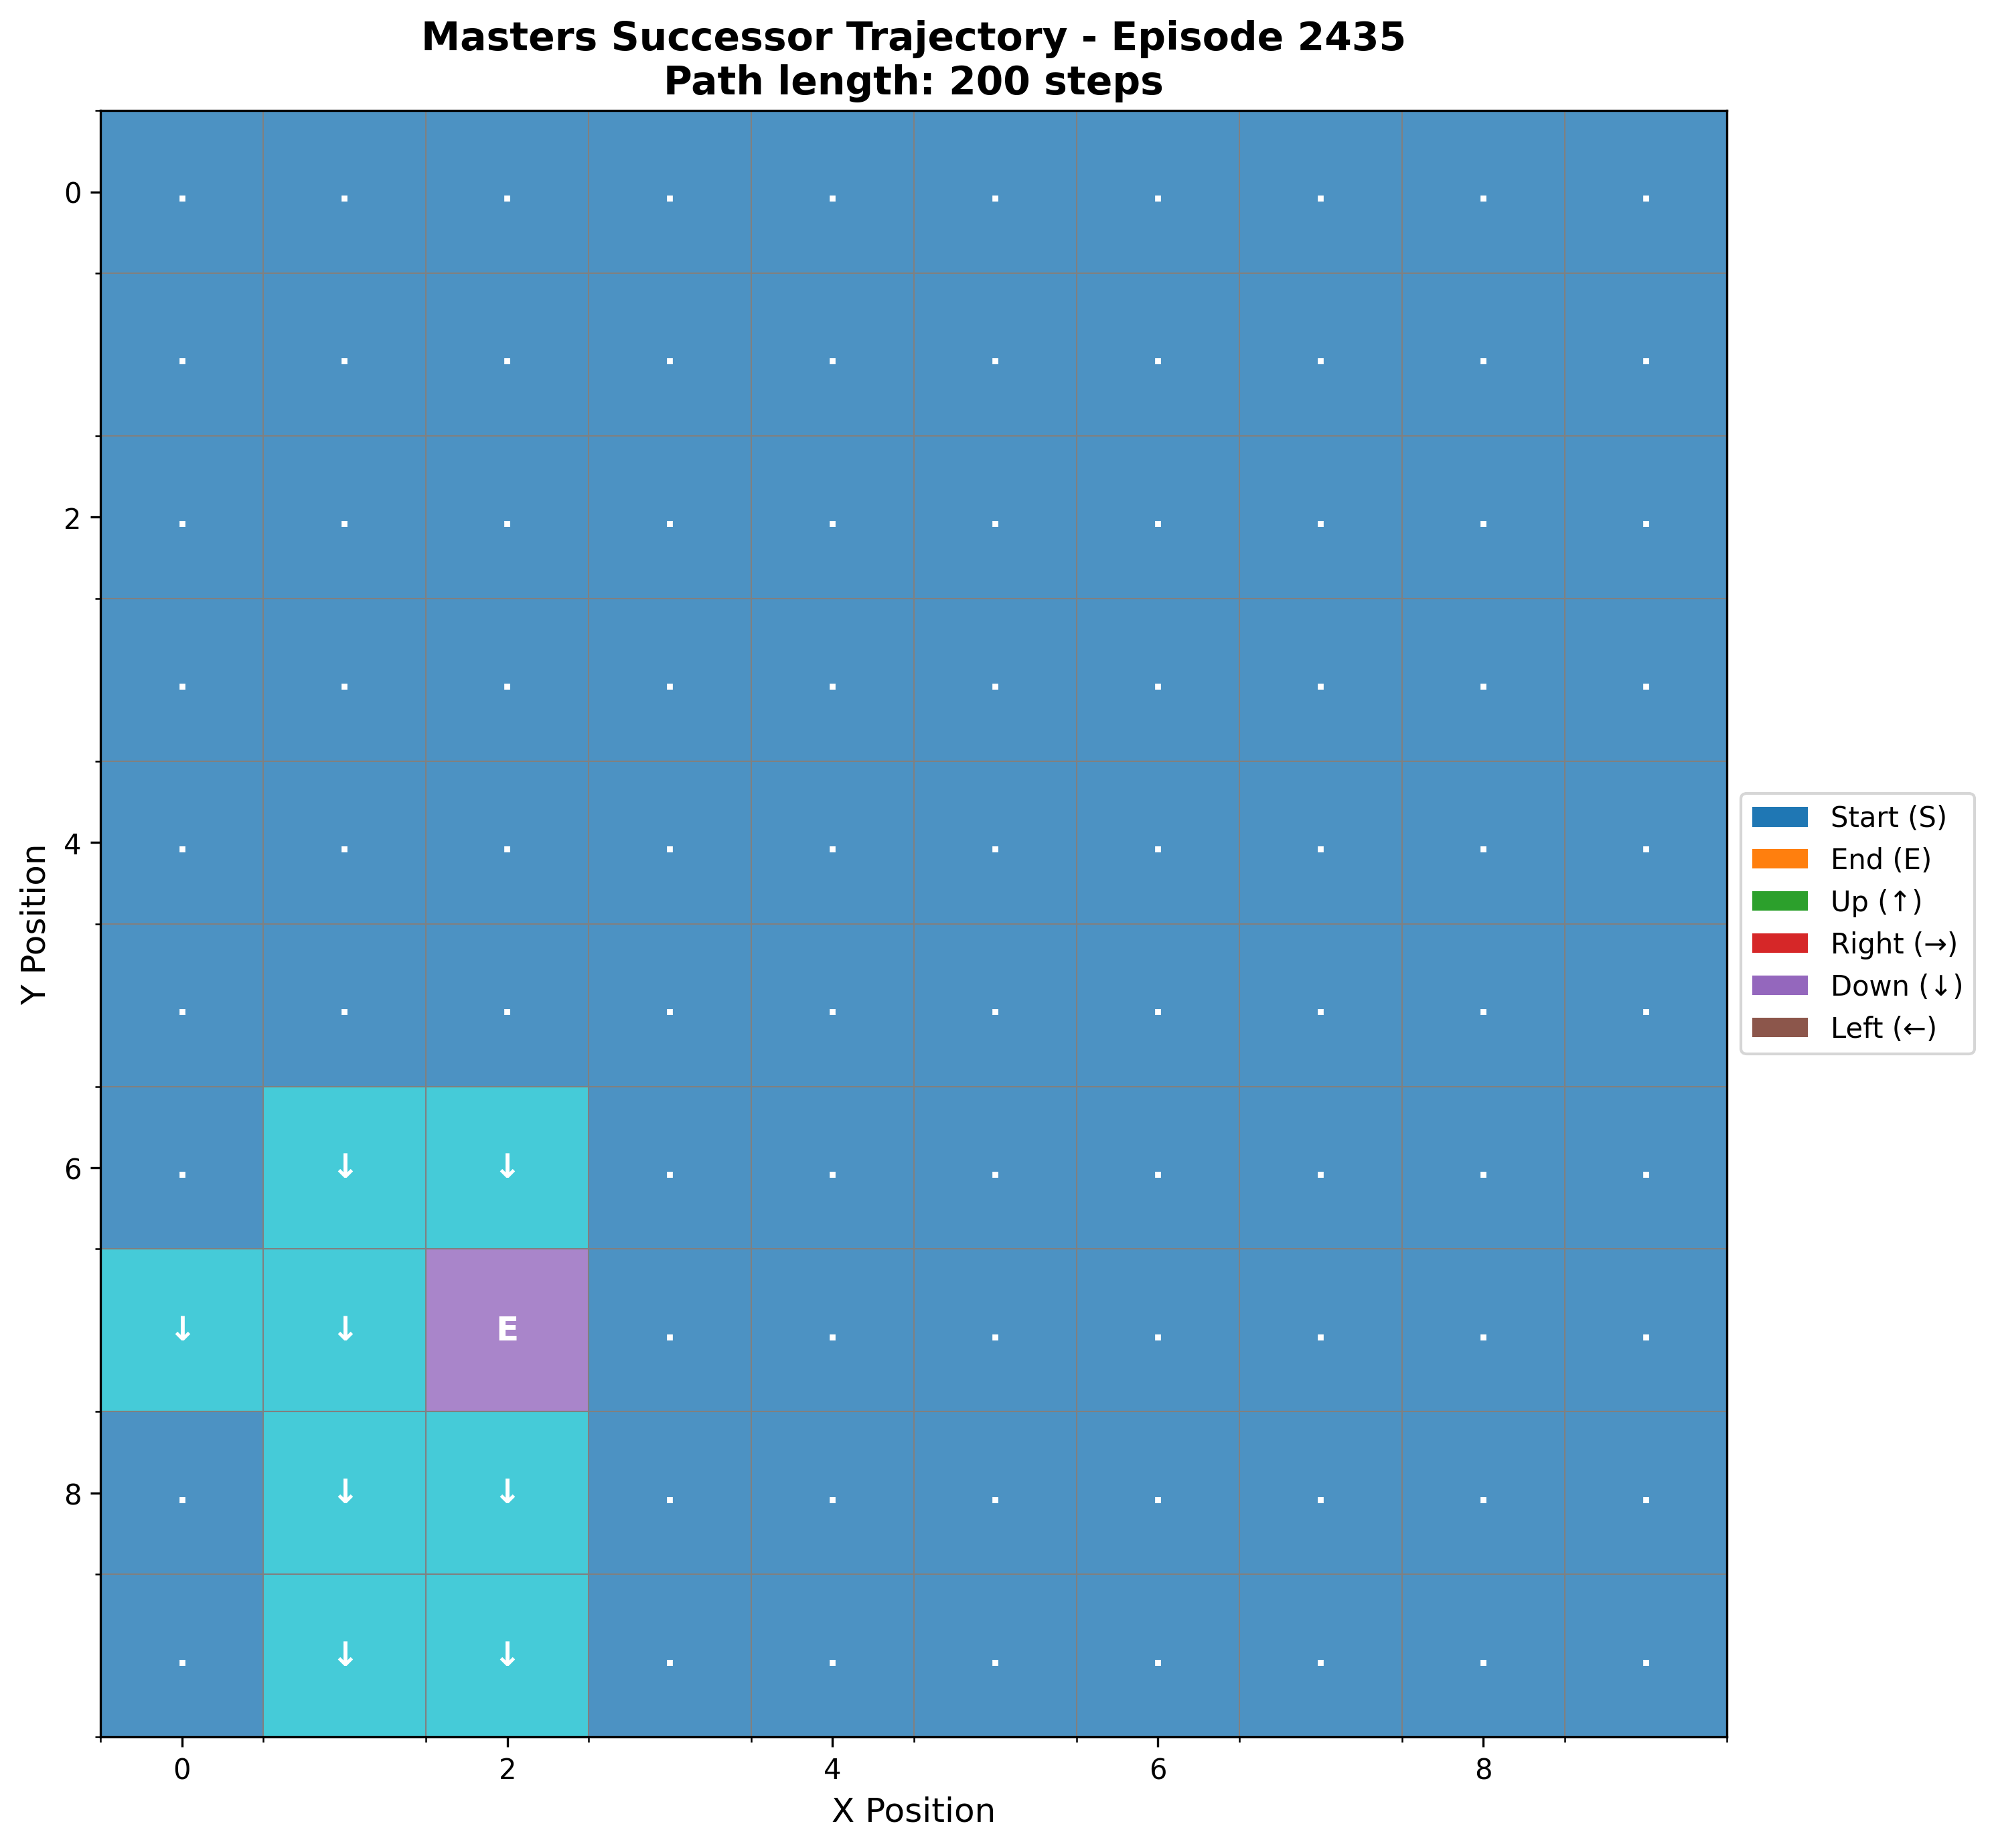 Masters Successor Trajectory - Episode 2435
Path length: 200 steps
Y Position
0
2
4
6
8
. . . . . . . . . .
. . . . . . . . . .
. . . . . . . . . .
. . . . . . . . . .
. . . . . . . . . .
. . . . . . . . . .
. ↓ ↓ . . . . . . .
↓ ↓ E . . . . . . .
. ↓ ↓ . . . . . . .
. ↓ ↓ . . . . . . .
0 2 4 6 8
X Position
Start (S)
End (E)
Up (↑)
Right (→)
Down (↓)
Left (←)